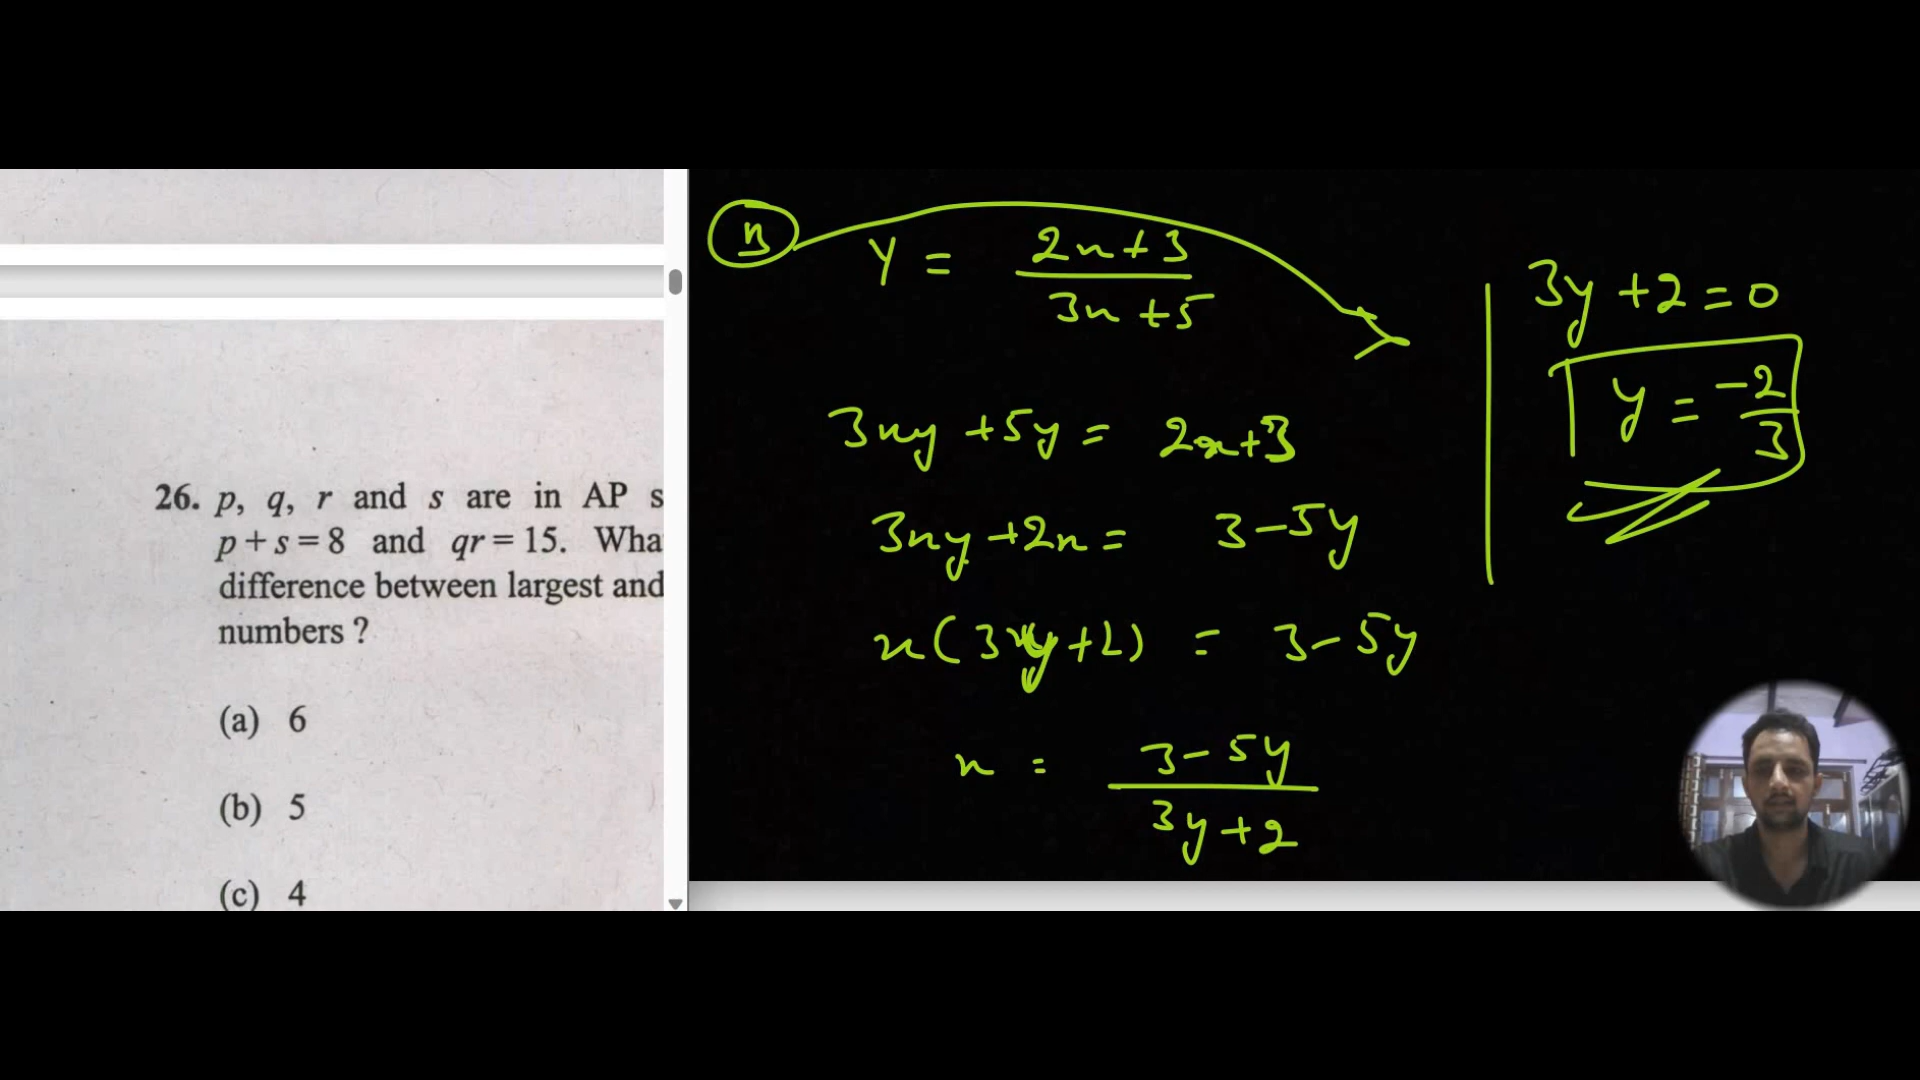 26. p, q, r and s are in AP s
p + s = 8 and qr = 15. Wha
difference between largest and
numbers ?
(a) 6
(b) 5
(c) 4
n
y = 2x+3 / 3x+5
3xy + 5y = 2x+3
3xy + 2x = 3 - 5y
x(3y+2) = 3 - 5y
x = 3 - 5y / 3y + 2
3y + 2 = 0
y = -2/3